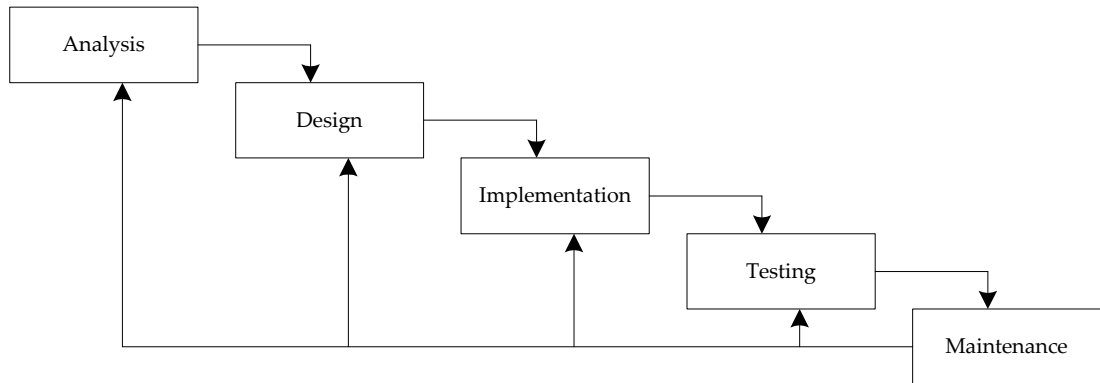 Analysis
Design
Implementation
Testing
Maintenance